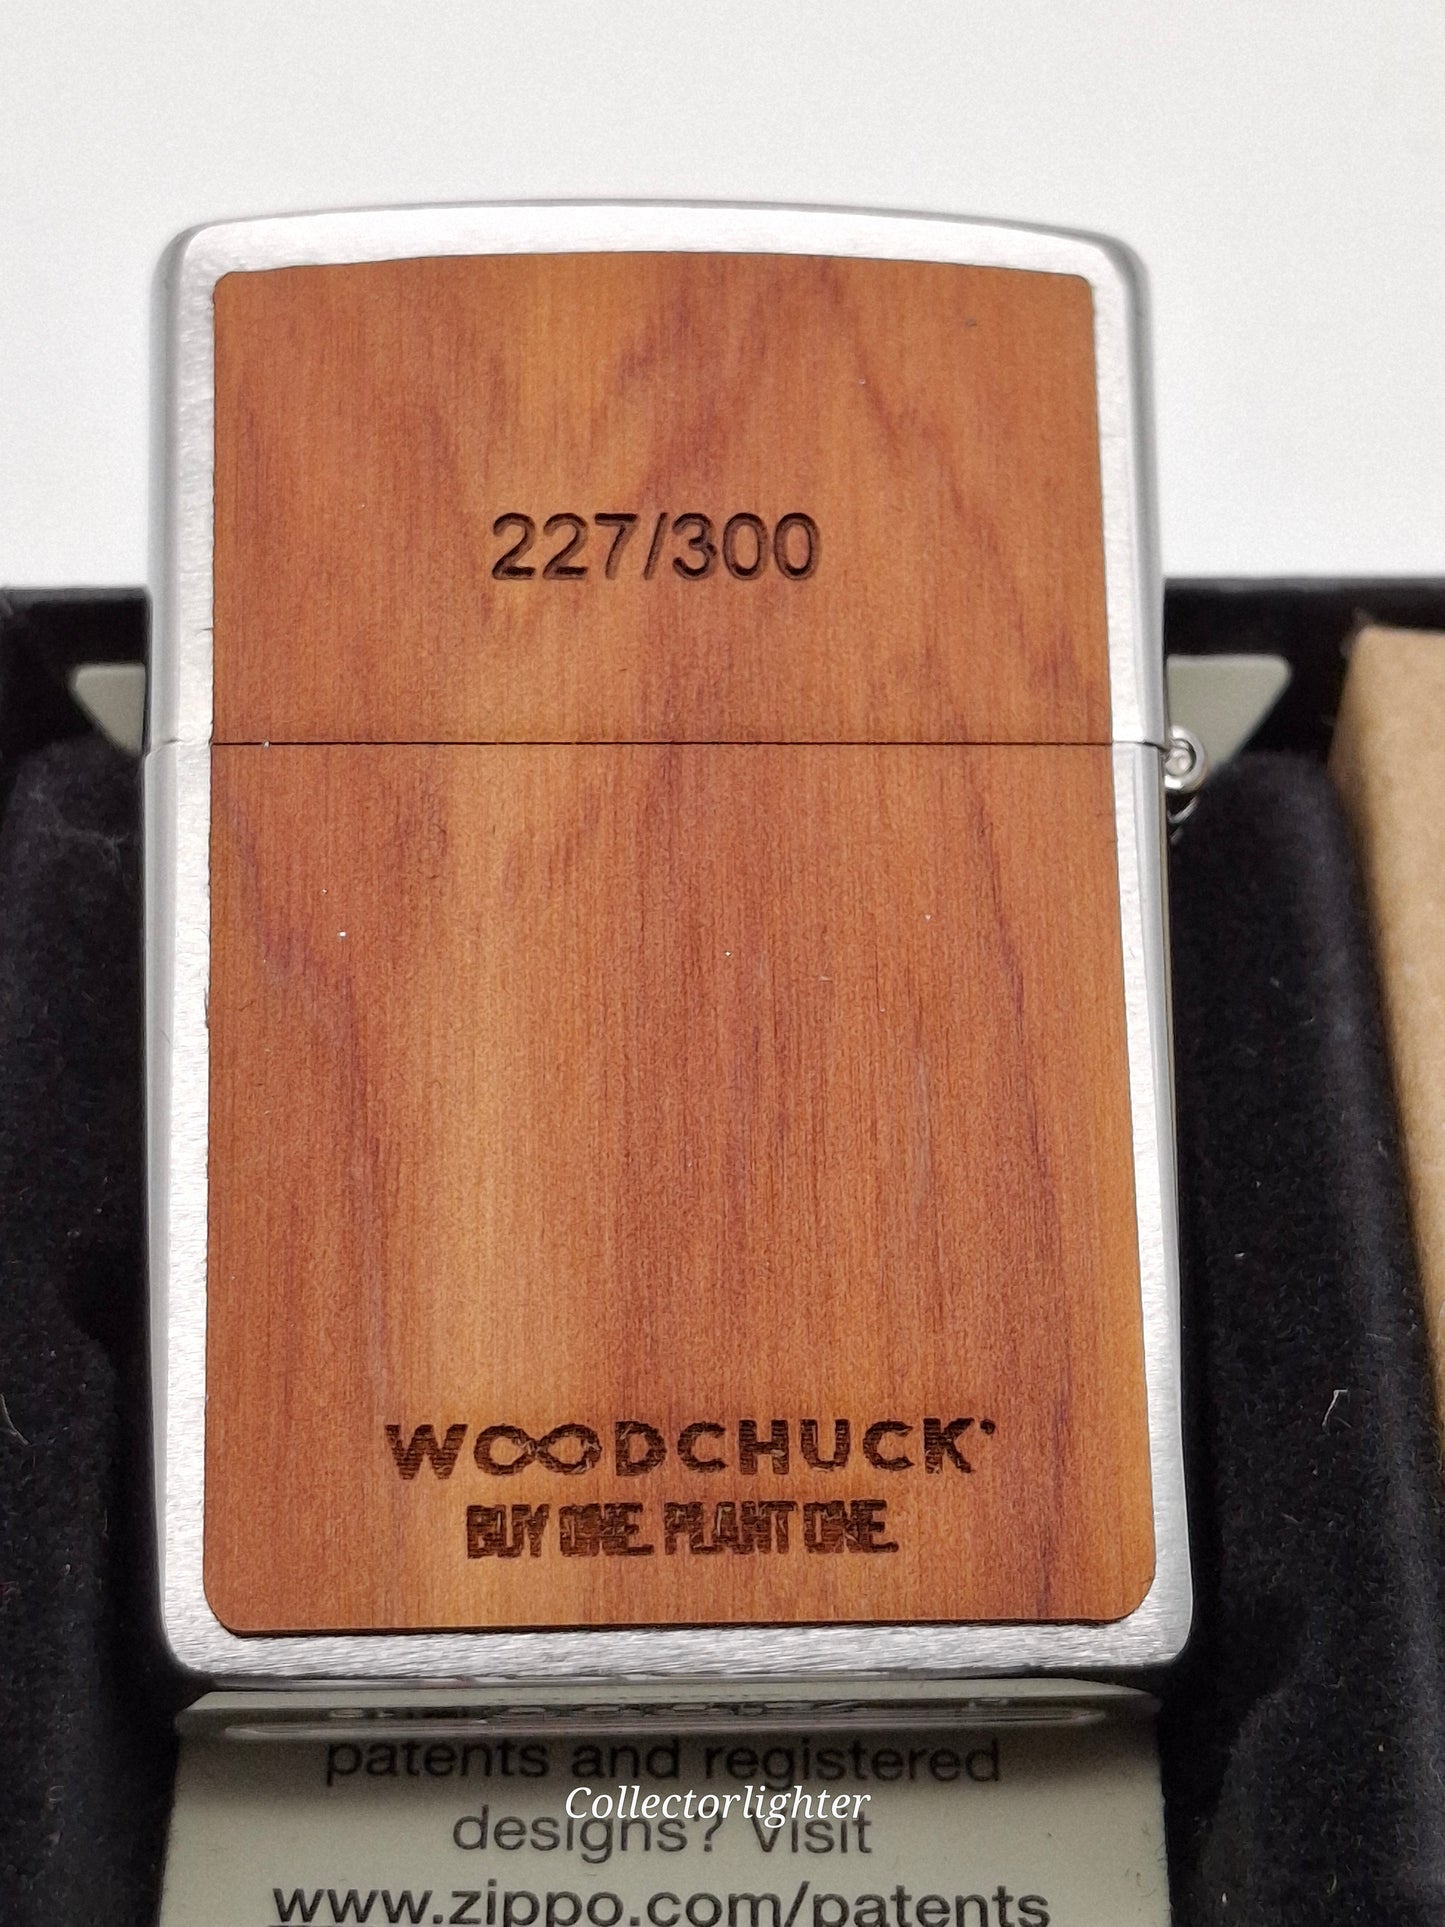 227/300
WOODCHUCK
BUY ONE. PLANT ONE.
patents and registered
Collectorlighter
designs? Visit
www.zippo.com/patents